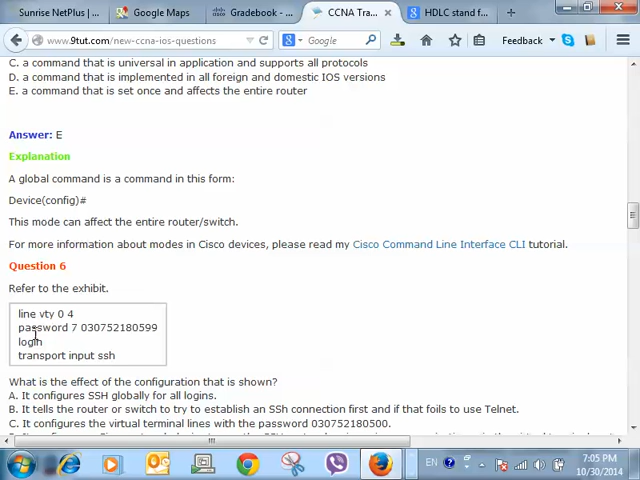 Sunrise NetPlus | Google Maps Gradebook - ... CCNA Tra... HDLC stand f...
www.9tut.com/new-ccna-ios-questions Google Feedback
C. a command that is universal in application and supports all protocols
D. a command that is implemented in all foreign and domestic IOS versions
E. a command that is set once and affects the entire router
Answer: E
Explanation
A global command is a command in this form:
Device(config)#
This mode can affect the entire router/switch.
For more information about modes in Cisco devices, please read my Cisco Command Line Interface CLI tutorial.
Question 6
Refer to the exhibit.
line vty 0 4
password 7 030752180599
login
transport input ssh
What is the effect of the configuration that is shown?
A. It configures SSH globally for all logins.
B. It tells the router or switch to try to establish an SSh connection first and if that foils to use Telnet.
C. It configures the virtual terminal lines with the password 030752180500.
EN 7:05 PM
10/30/2014